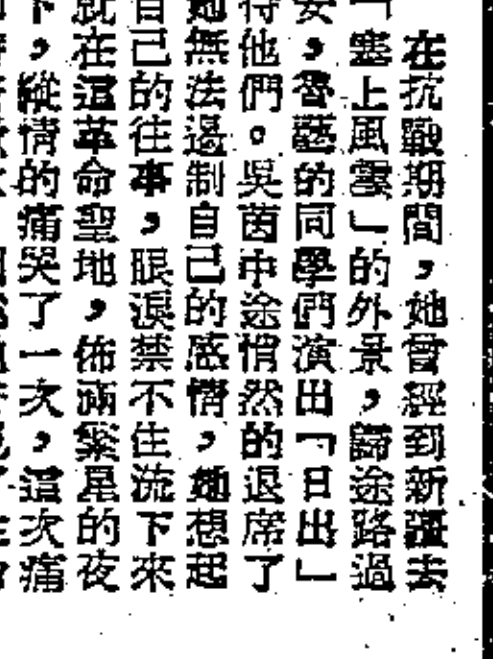 在抗戰期間，她曾經到新疆去
「塞上風雲」的外景，歸途路過
安，魯藝的同學們演出「日出」
待他們。吳茵中途悄然的退席了
她無法遏制自己的感情，她想起
自己的往事，眼淚禁不住流下來
就在這革命聖地，佈滿繁星的夜
下，縱情的痛哭了一次，這次痛